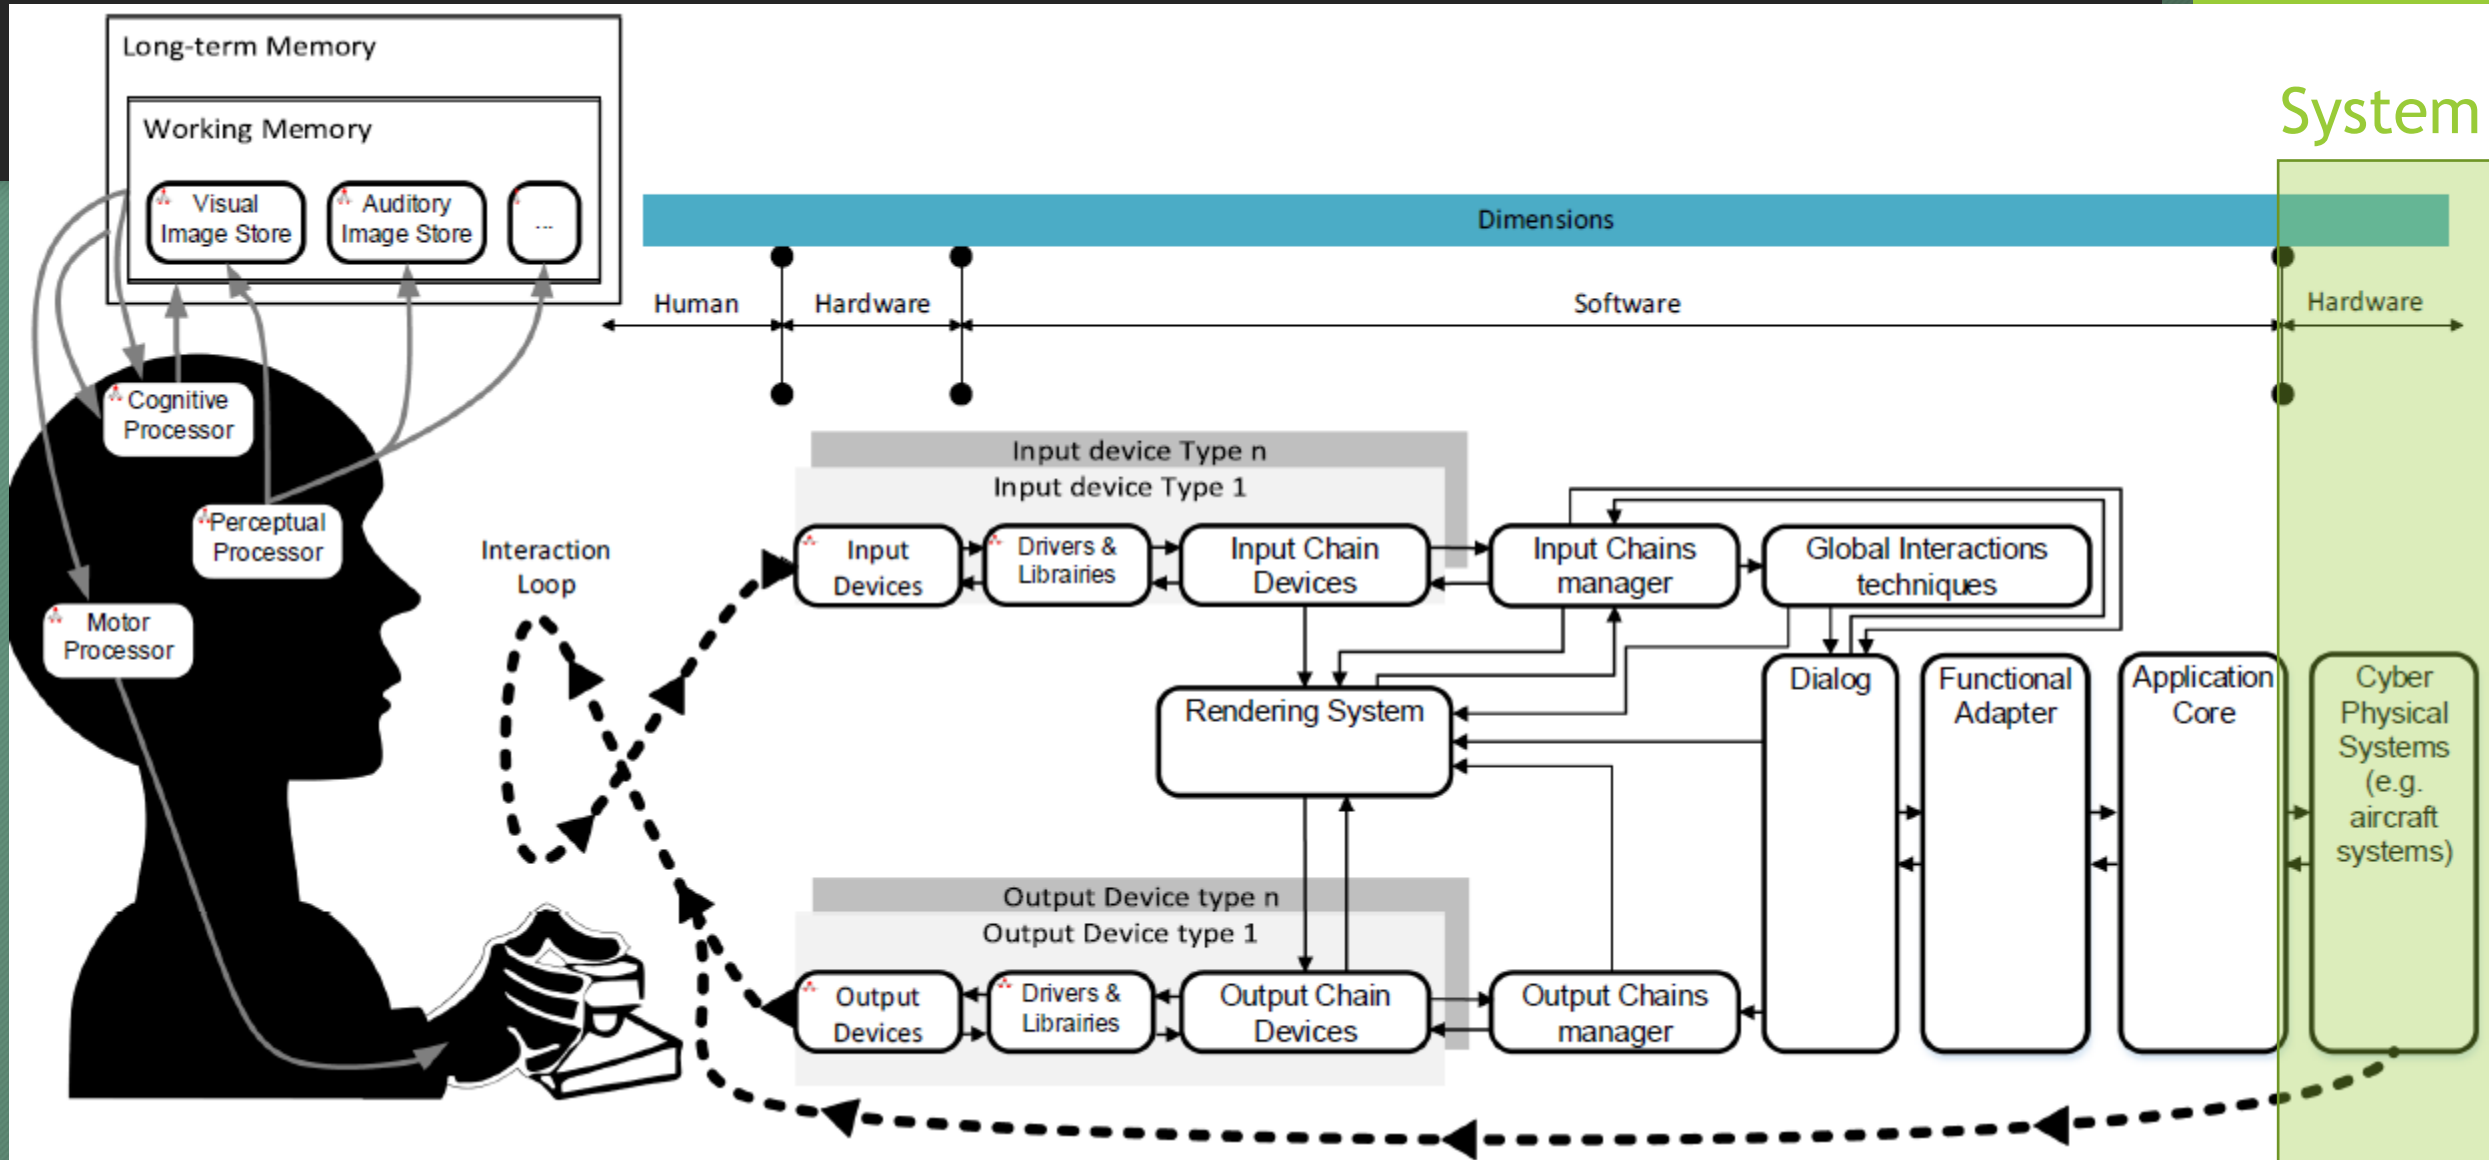 Long-term Memory
Working Memory
Visual
Image Store
Auditory
Image Store
...
System
Dimensions
Human
Hardware
Software
Hardware
Cognitive
Processor
Perceptual
Processor
Motor
Processor
Interaction
Loop
Input device Type n
Input device Type 1
Input
Devices
Drivers &
Librairies
Input Chain
Devices
Input Chains
manager
Global Interactions
techniques
Rendering System
Dialog
Functional
Adapter
Application
Core
Cyber
Physical
Systems
(e.g.
aircraft
systems)
Output Device type n
Output Device type 1
Output
Devices
Drivers &
Librairies
Output Chain
Devices
Output Chains
manager